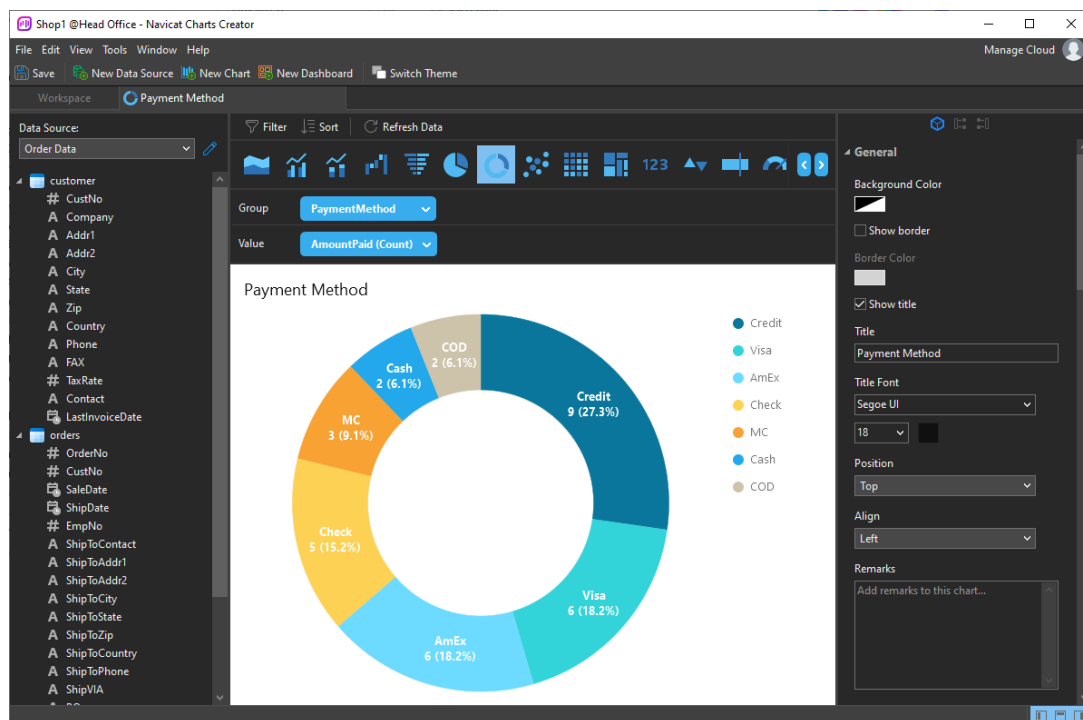 Shop1 @Head Office - Navicat Charts Creator
File Edit View Tools Window Help
Manage Cloud
Save New Data Source New Chart New Dashboard Switch Theme
Workspace Payment Method
Data Source:
Order Data
customer
# CustNo
A Company
A Addr1
A Addr2
A City
A State
A Zip
A Country
A Phone
A FAX
# TaxRate
A Contact
LastInvoiceDate
orders
# OrderNo
# CustNo
SaleDate
ShipDate
# EmpNo
A ShipToContact
A ShipToAddr1
A ShipToAddr2
A ShipToCity
A ShipToState
A ShipToZip
A ShipToCountry
A ShipToPhone
A ShipVIA
Filter Sort Refresh Data
123
Group PaymentMethod
Value AmountPaid (Count)
Payment Method
COD
2 (6.1%)
Cash
2 (6.1%)
Credit
9 (27.3%)
MC
3 (9.1%)
Check
5 (15.2%)
Visa
6 (18.2%)
AmEx
6 (18.2%)
Credit
Visa
AmEx
Check
MC
Cash
COD
General
Background Color
Show border
Border Color
Show title
Title
Payment Method
Title Font
Segoe UI
18
Position
Top
Align
Left
Remarks
Add remarks to this chart...